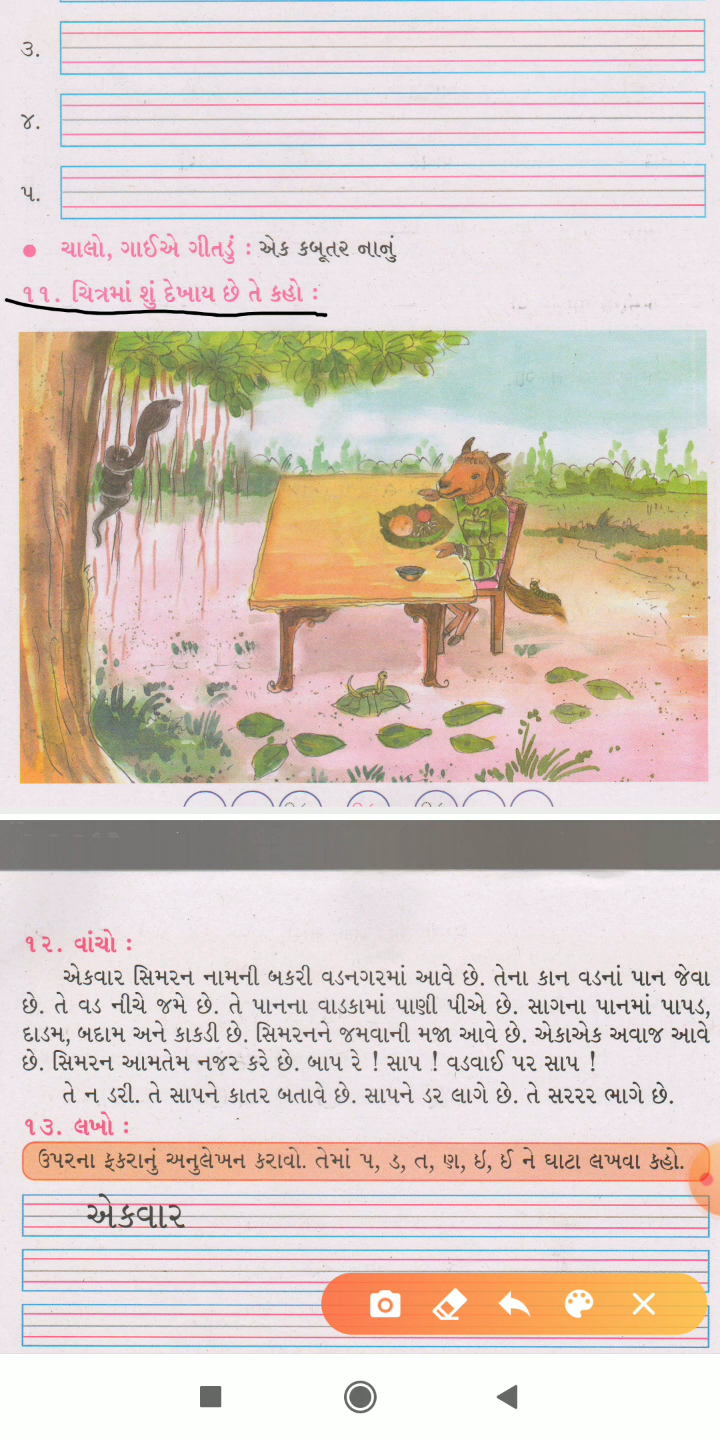 ૩.
૪.
૫.
● ચાલો, ગાઈએ ગીતડું : એક કબૂતર નાનું
૧૧. ચિત્રમાં શું દેખાય છે તે કહો :
૧૨. વાંચો :
એકવાર સિમરન નામની બકરી વડનગરમાં આવે છે. તેના કાન વડનાં પાન જેવા
છે. તે વડ નીચે જમે છે. તે પાનના વાડકામાં પાણી પીએ છે. સાગના પાનમાં પાપડ,
દાડમ, બદામ અને કાકડી છે. સિમરનને જમવાની મજા આવે છે. એકાએક અવાજ આવે
છે. સિમરન આમતેમ નજર કરે છે. બાપ રે ! સાપ ! વડવાઈ પર સાપ !
તે ન ડરી. તે સાપને કાતર બતાવે છે. સાપને ડર લાગે છે. તે સરરર ભાગે છે.
૧૩. લખો :
ઉપરના ફકરાનું અનુલેખન કરાવો. તેમાં પ, ડ, ત, ણ, ઇ, ઈ ને ઘાટા લખવા કહો.
એકવાર